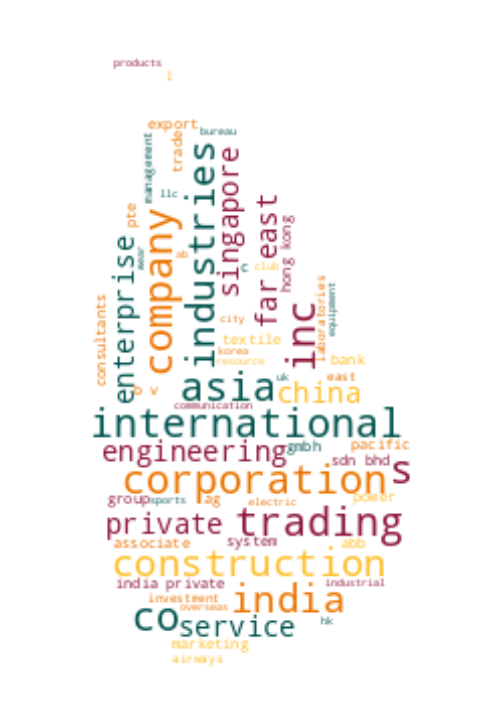 products
l
export
bureau
trade
management
industries
singapore
llc
far east
pte
company
hong kong
enterprise
near
ab
c
club
consultants
inc
laboratories
equipment
city
textile
korea
resource
bank
asia
uk
east
b v
china
communication
international
engineering
gmbh
pacific
sdn bhd
s
corporation
group
sports
ag
electric
power
private
trading
associate
system
abb
construction
india private
industrial
investment
india
overseas
co
service
hk
marketing
airways